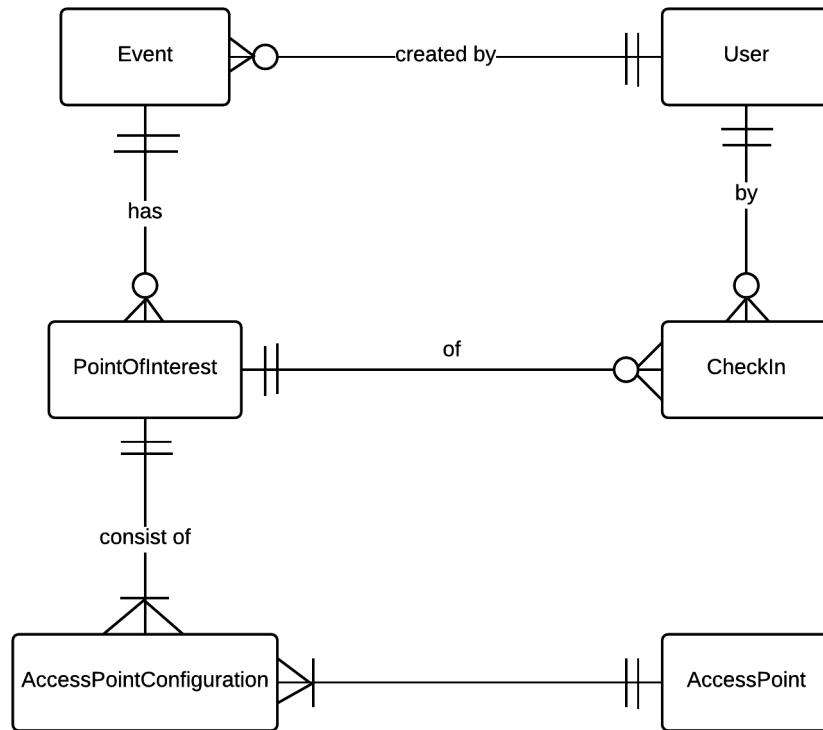 Event
created by
User
has
by
PointOfInterest
of
CheckIn
consist of
AccessPointConfiguration
AccessPoint